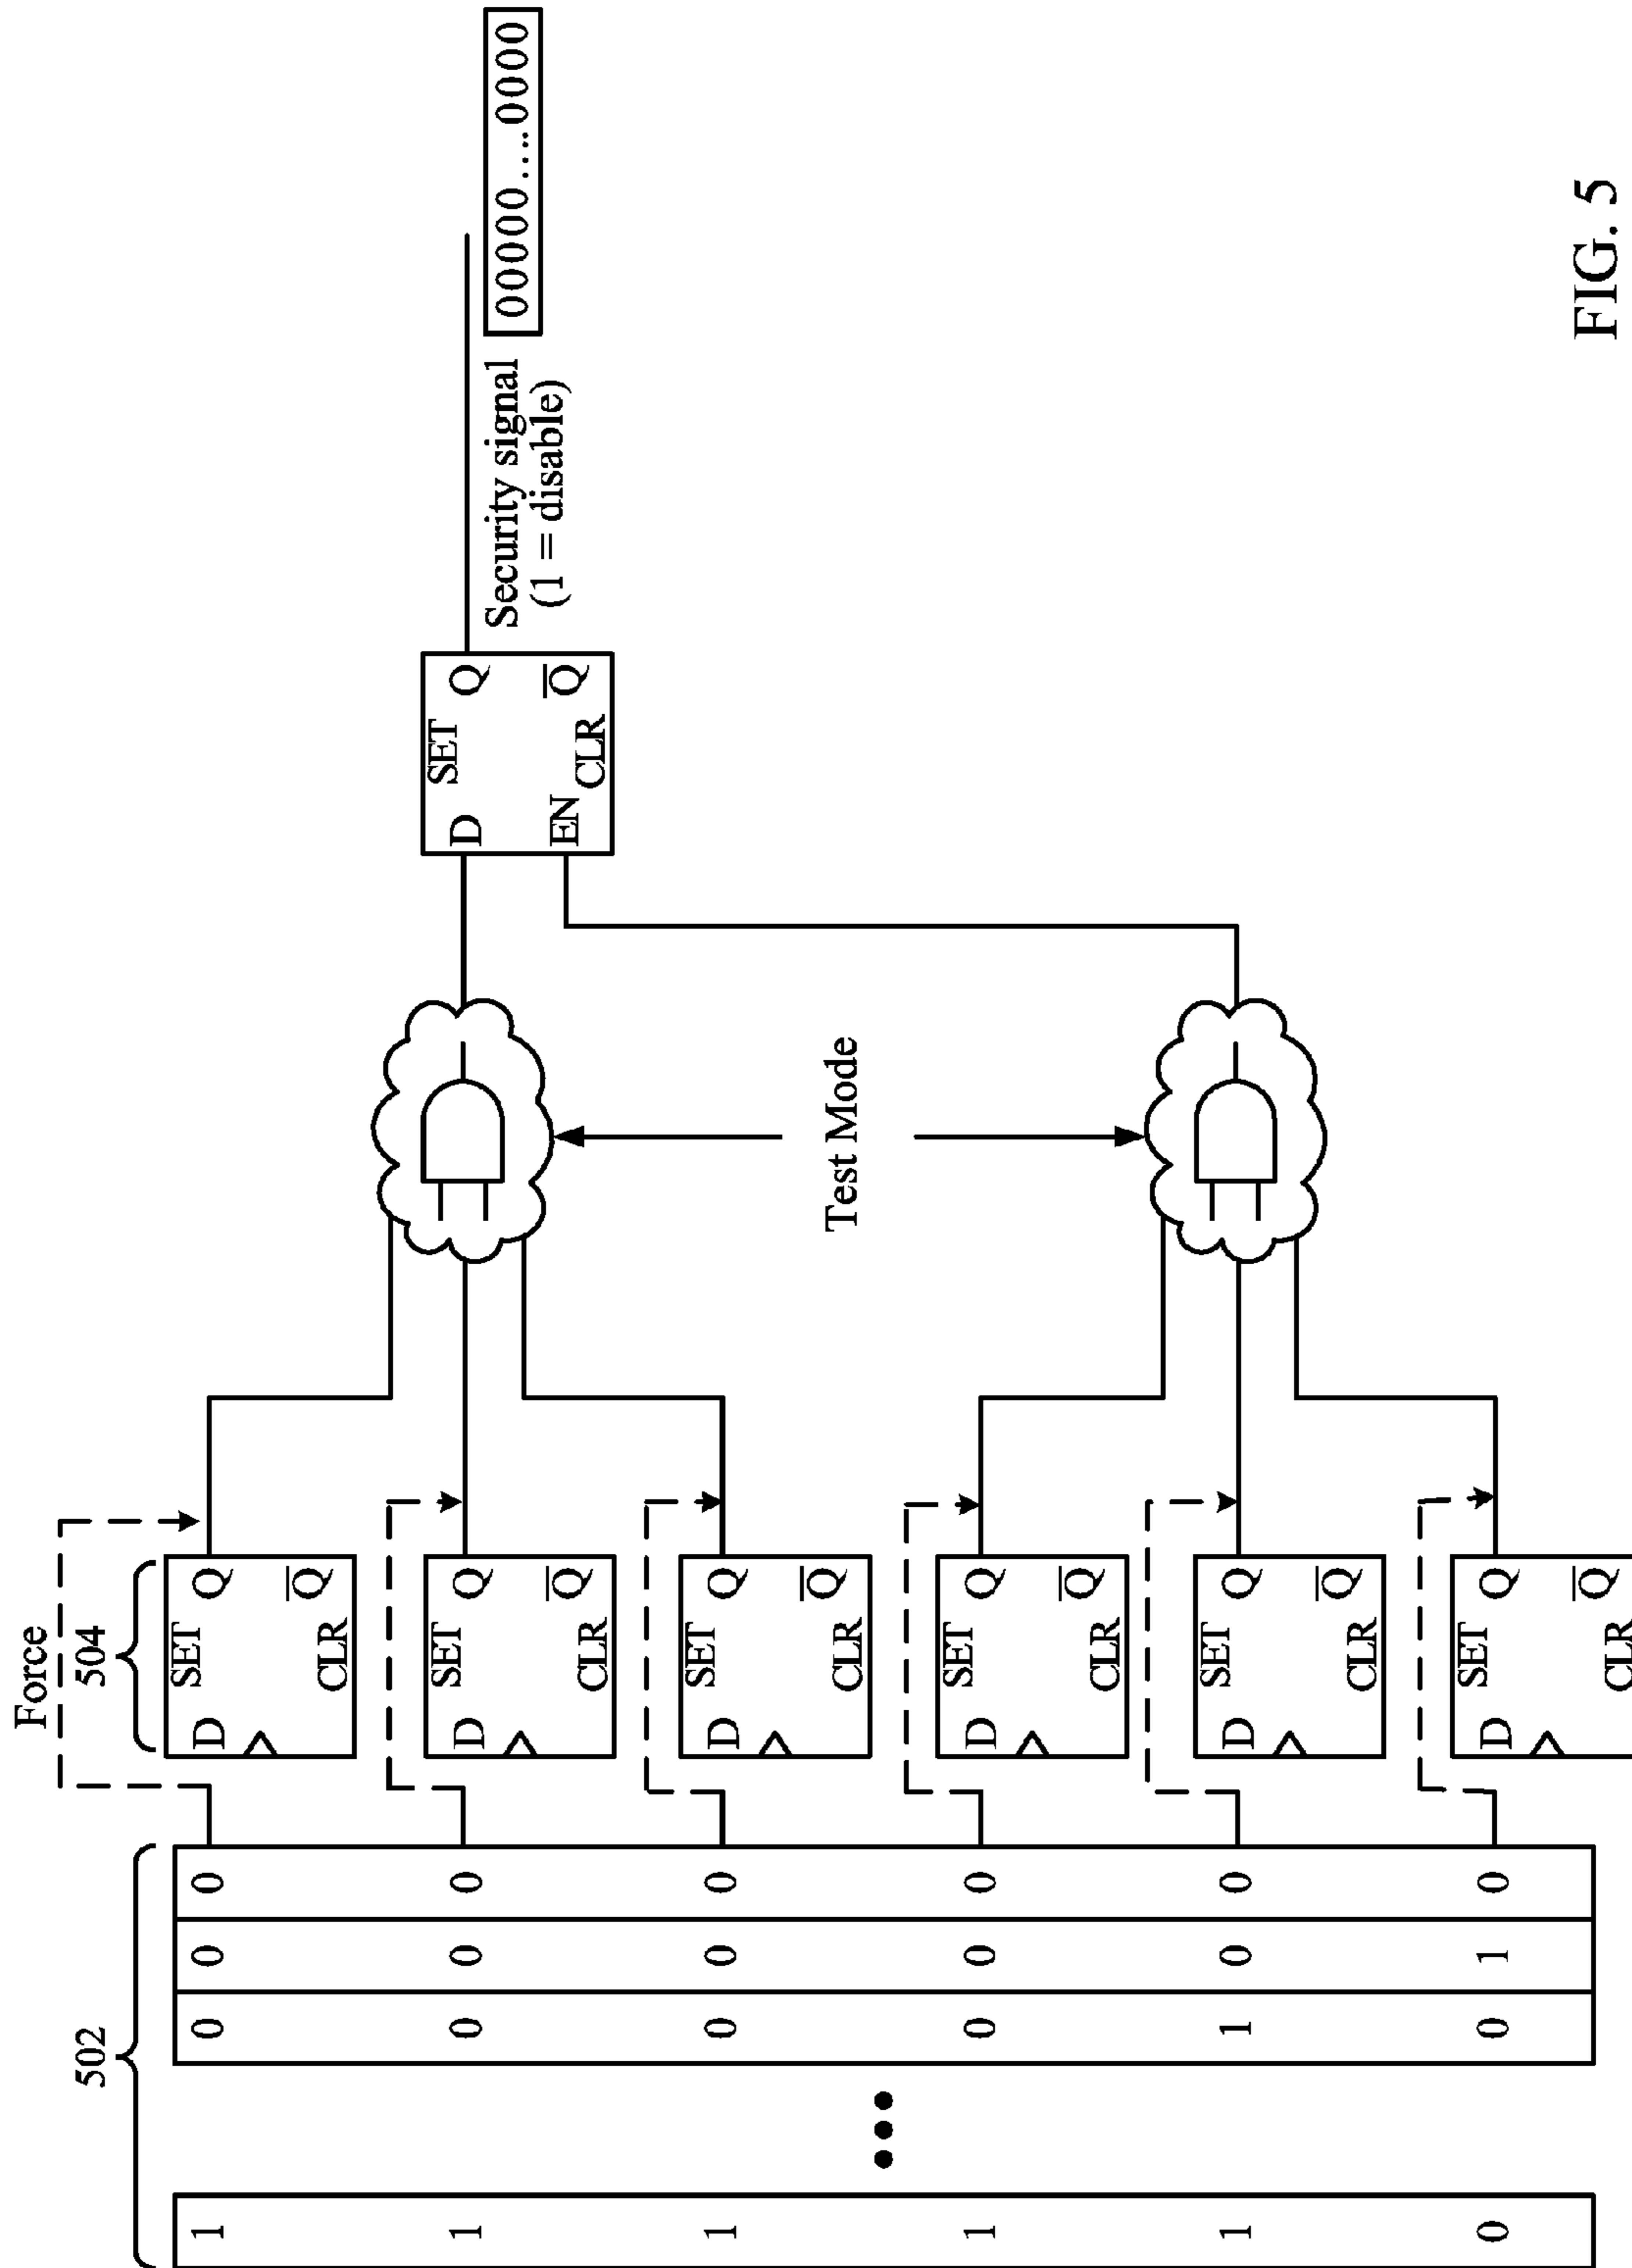 Force
502
504
1 0 0 0
D SET Q
CLR Q
1 0 0 0
D SET Q
CLR Q
D SET Q
EN CLR Q
Security signal
(1 = disable)
00000....0000
1 0 0 0
D SET Q
CLR Q
Test Mode
1 0 0 0
D SET Q
CLR Q
1 1 0 0
D SET Q
CLR Q
0 0 1 0
D SET Q
CLR Q
FIG. 5